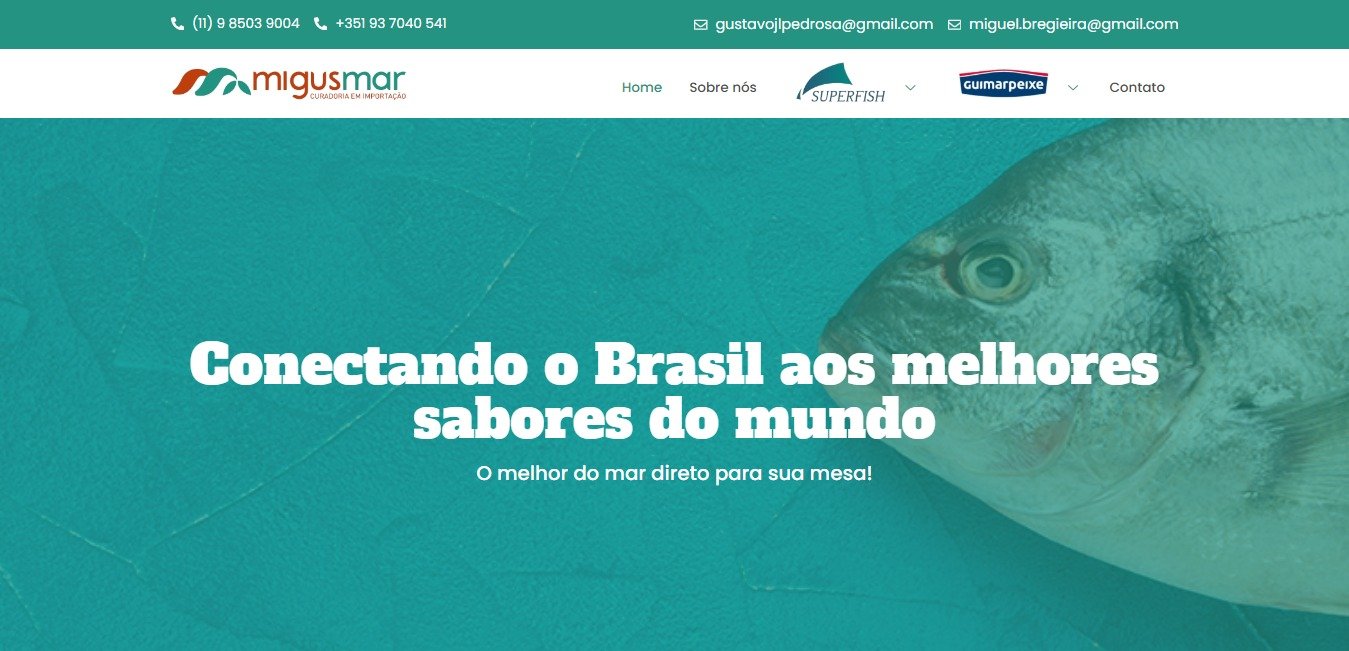 (11) 9 8503 9004 +351 93 7040 541 gustavojlpedrosa@gmail.com miguel.bregieira@gmail.com
migusmar
CURADORIA EM IMPORTAÇÃO
Home Sobre nós SUPERFISH Guimarpeixe Contato
Conectando o Brasil aos melhores
sabores do mundo
O melhor do mar direto para sua mesa!